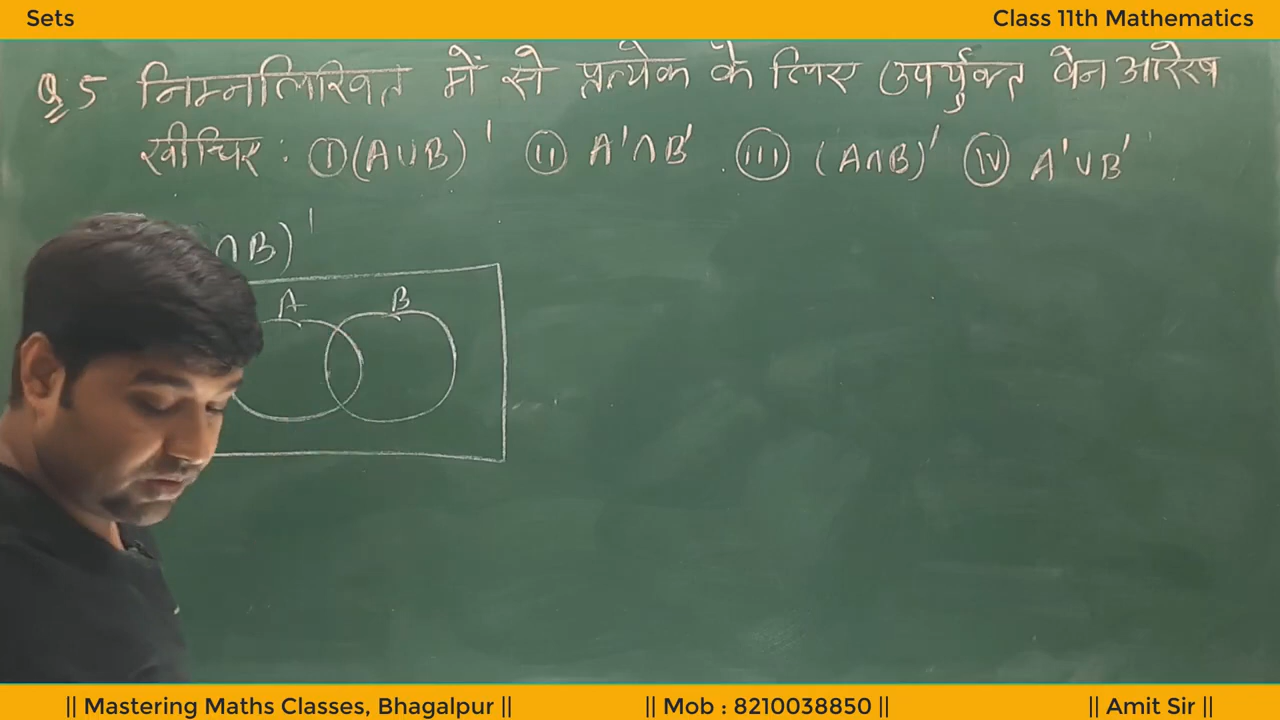 Sets
Class 11th Mathematics
Q.5 निम्नलिखित में से प्रत्येक के लिए उपर्युक्त वेन आरेख
खीचिए : (i) (A∪B)' (ii) A'∩B' (iii) (A∩B)' (iv) A'∪B'
∩B)'
A B
|| Mastering Maths Classes, Bhagalpur || || Mob : 8210038850 || || Amit Sir ||